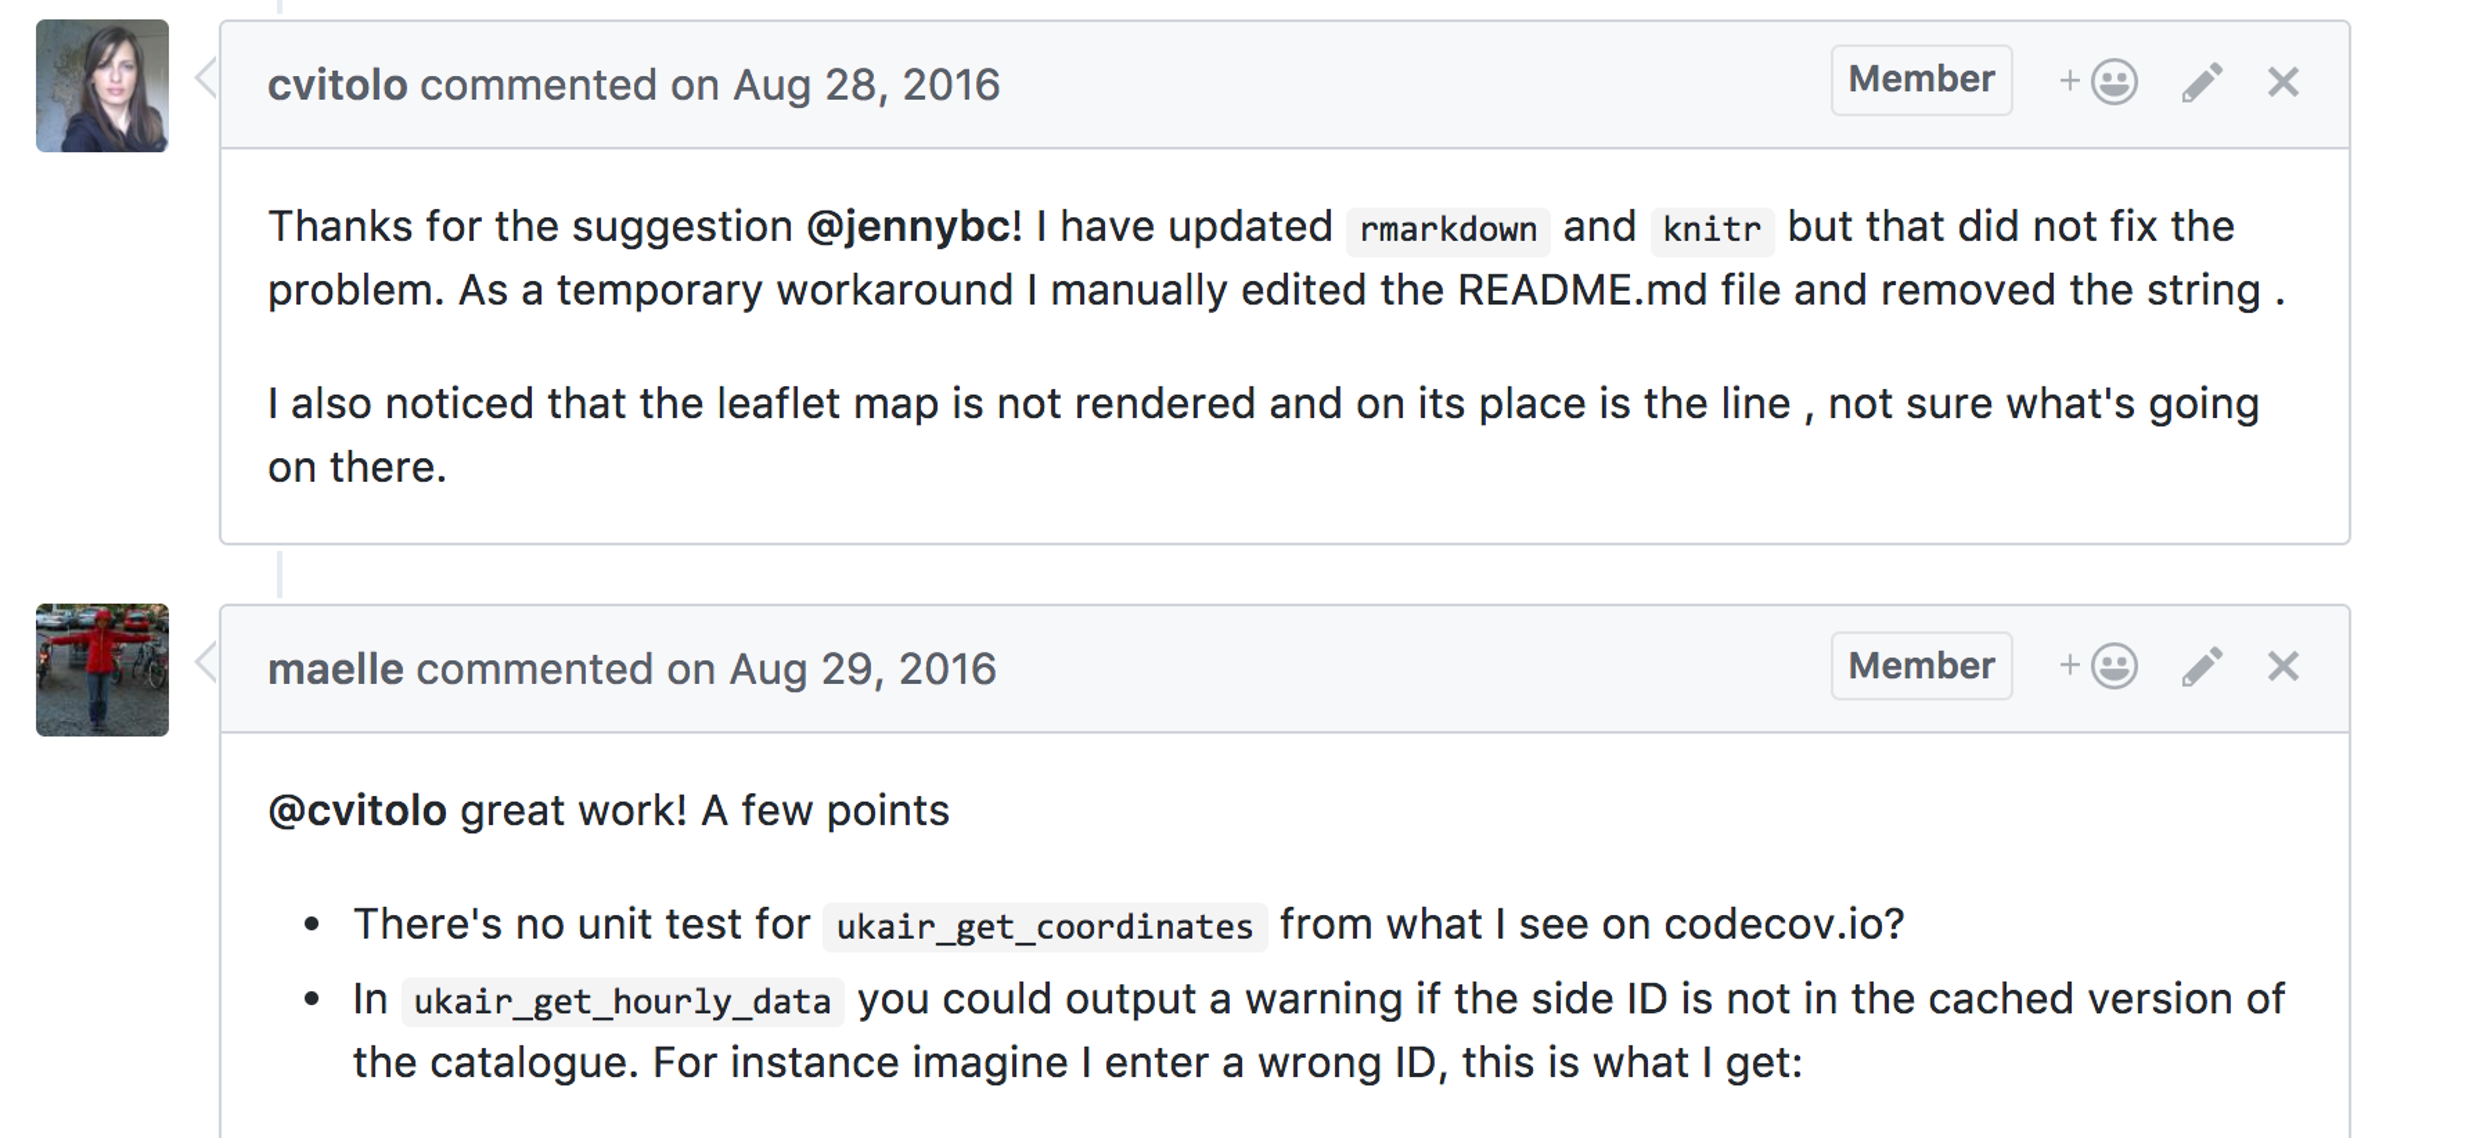 cvitolo commented on Aug 28, 2016 Member +
Thanks for the suggestion @jennybc! I have updated rmarkdown and knitr but that did not fix the
problem. As a temporary workaround I manually edited the README.md file and removed the string .
I also noticed that the leaflet map is not rendered and on its place is the line , not sure what's going
on there.
maelle commented on Aug 29, 2016 Member +
@cvitolo great work! A few points
• There's no unit test for ukair_get_coordinates from what I see on codecov.io?
• In ukair_get_hourly_data you could output a warning if the side ID is not in the cached version of
the catalogue. For instance imagine I enter a wrong ID, this is what I get: